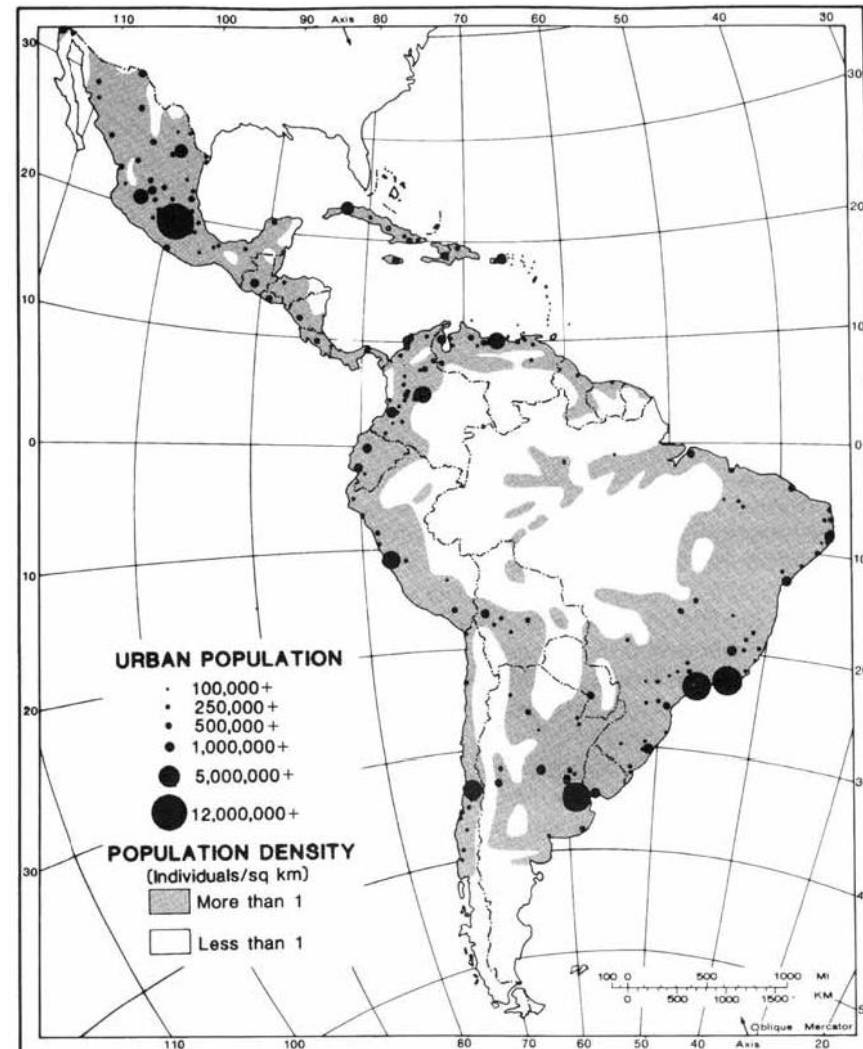 110 Axis 90 80 70 60 50 40 30
30 30
20 20
10 10
0 0
10 10
URBAN POPULATION
100,000+
20 250,000+ 20
500,000+
1,000,000+
5,000,000+
30
12,000,000+
POPULATION DENSITY
(Individuals/sq km)
30 More than 1 40
Less than 1
100 0 500 1000 MI
0 500 1000 1500 KM
Oblique Mercator
110 100 90 80 70 60 50 40 Axis 20